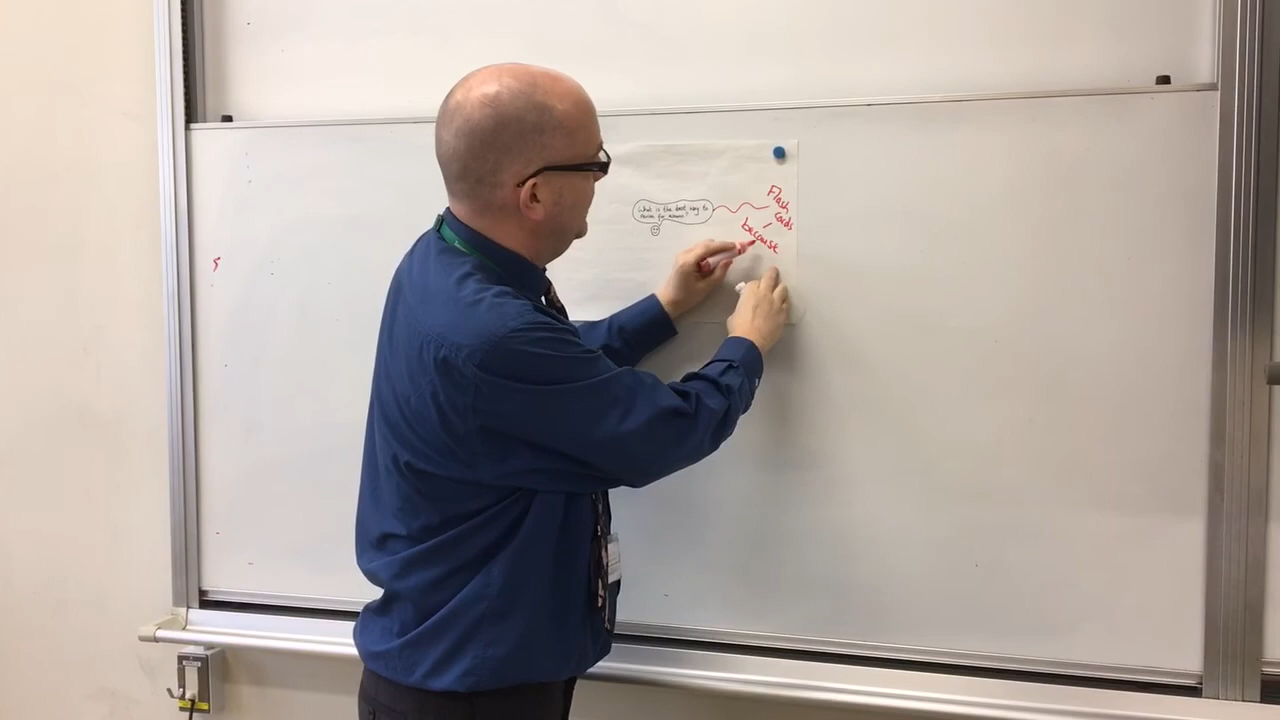 What is the best way to
revise for exams?
Flash
cards
because